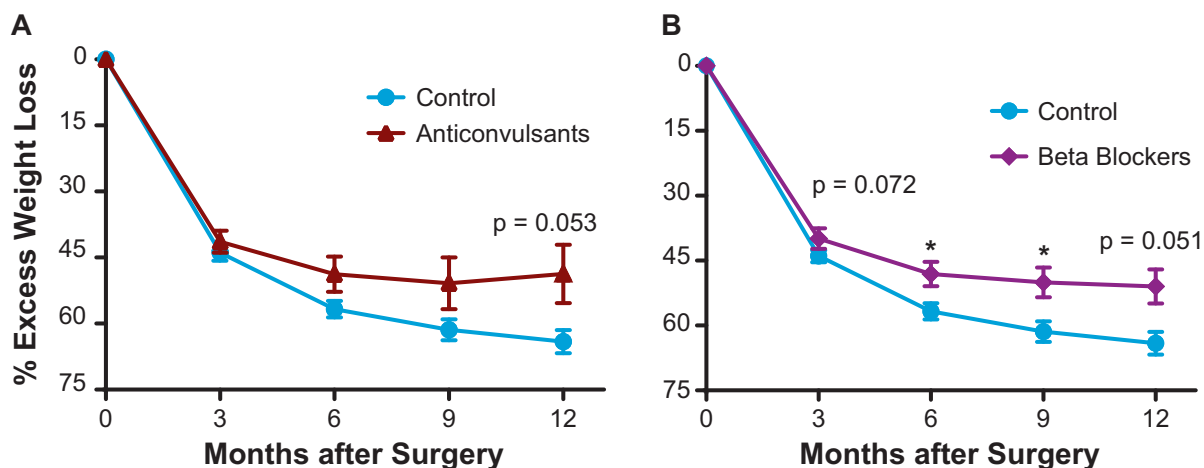 A
% Excess Weight Loss
0
15
30
45
60
75
Control
Anticonvulsants
p = 0.053
0 3 6 9 12
Months after Surgery
B
0
15
30
45
60
75
Control
Beta Blockers
p = 0.072
* * p = 0.051
0 3 6 9 12
Months after Surgery